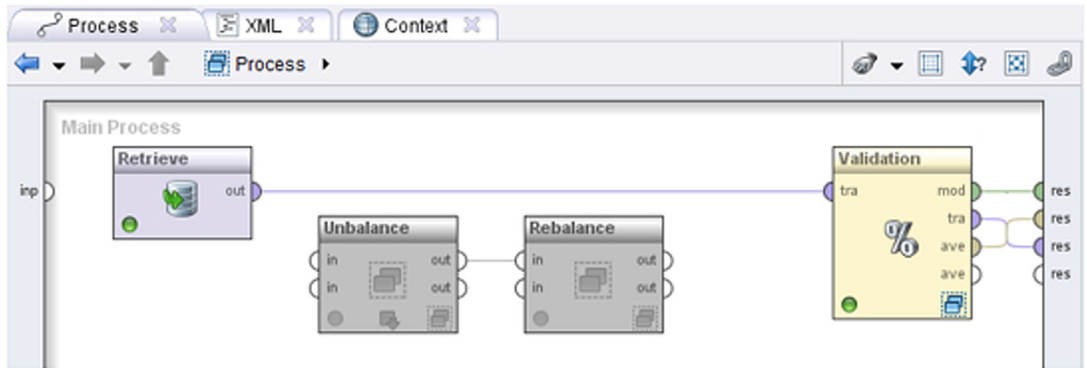 Process XML Context
Process
Main Process
Retrieve Validation
inp out tra mod res
Unbalance Rebalance tra res
in out in out ave res
in out in out ave res
%